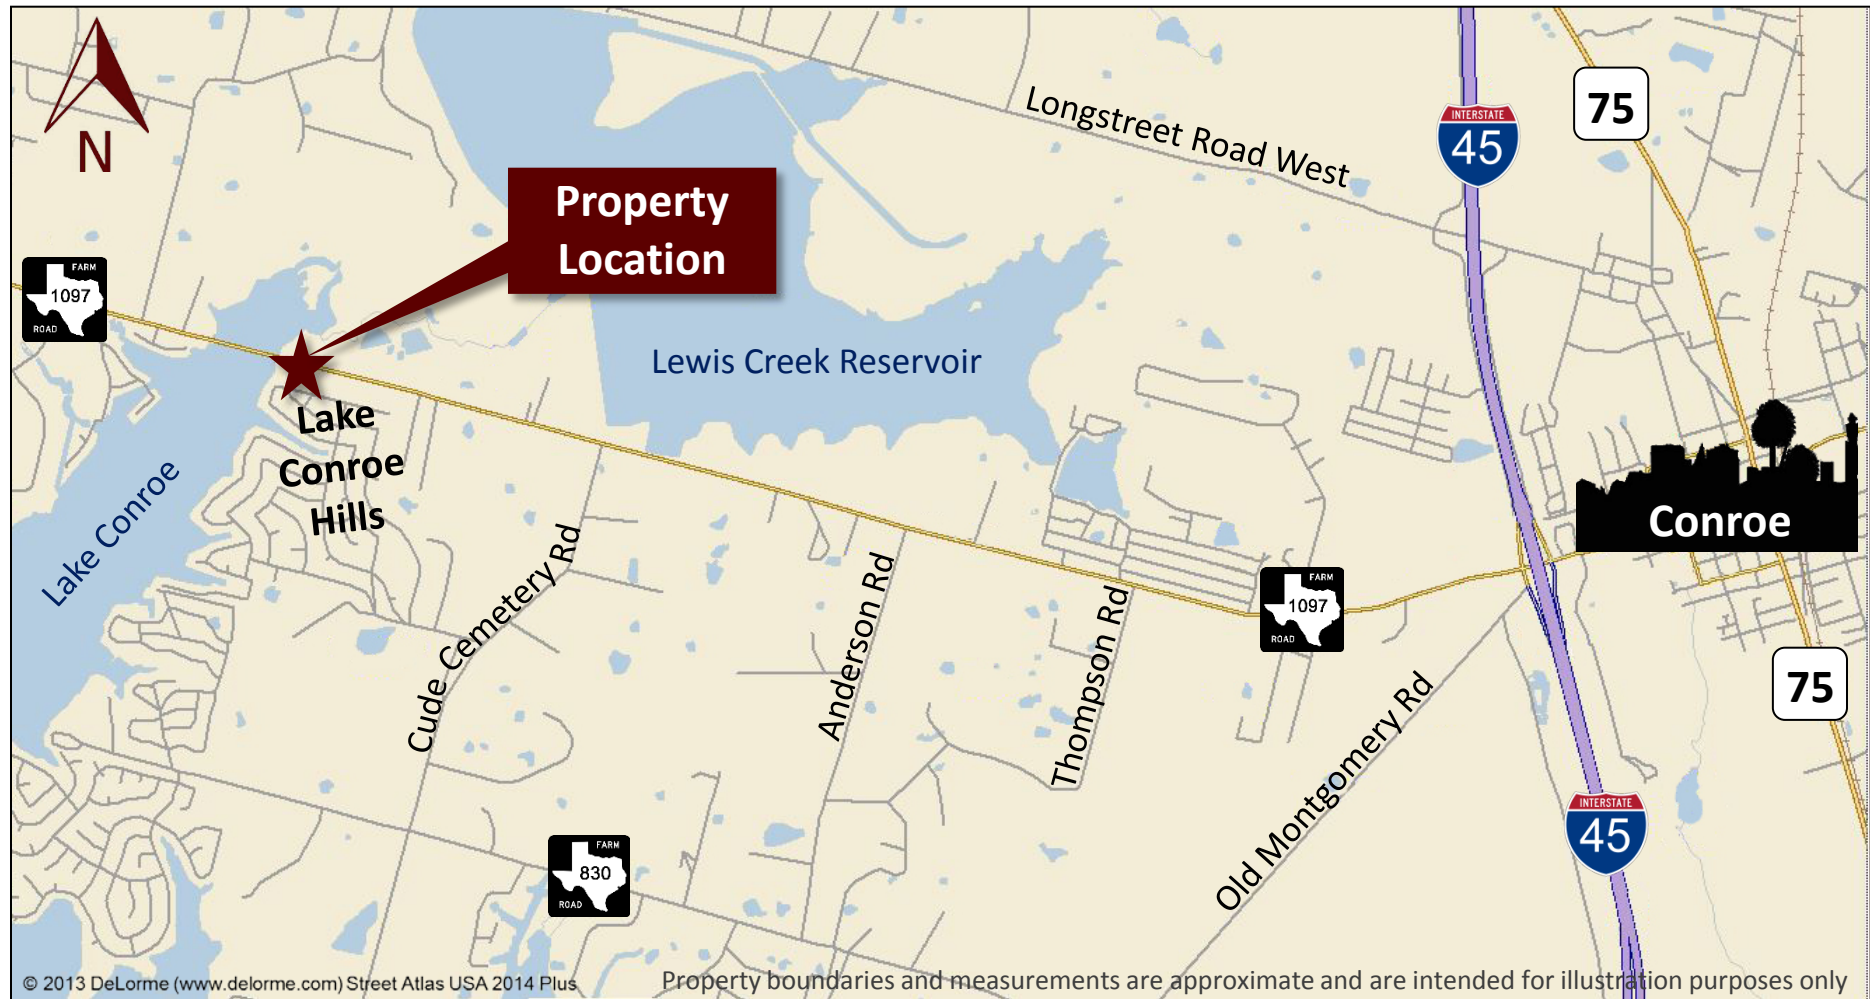 N
Property
Location
FARM
1097
ROAD
Longstreet Road West
INTERSTATE
45
75
Lewis Creek Reservoir
Lake
Conroe
Hills
Lake Conroe
Cude Cemetery Rd
Anderson Rd
Thompson Rd
FARM
1097
ROAD
Old Montgomery Rd
Conroe
75
INTERSTATE
45
FARM
830
ROAD
© 2013 DeLorme (www.delorme.com) Street Atlas USA 2014 Plus
Property boundaries and measurements are approximate and are intended for illustration purposes only